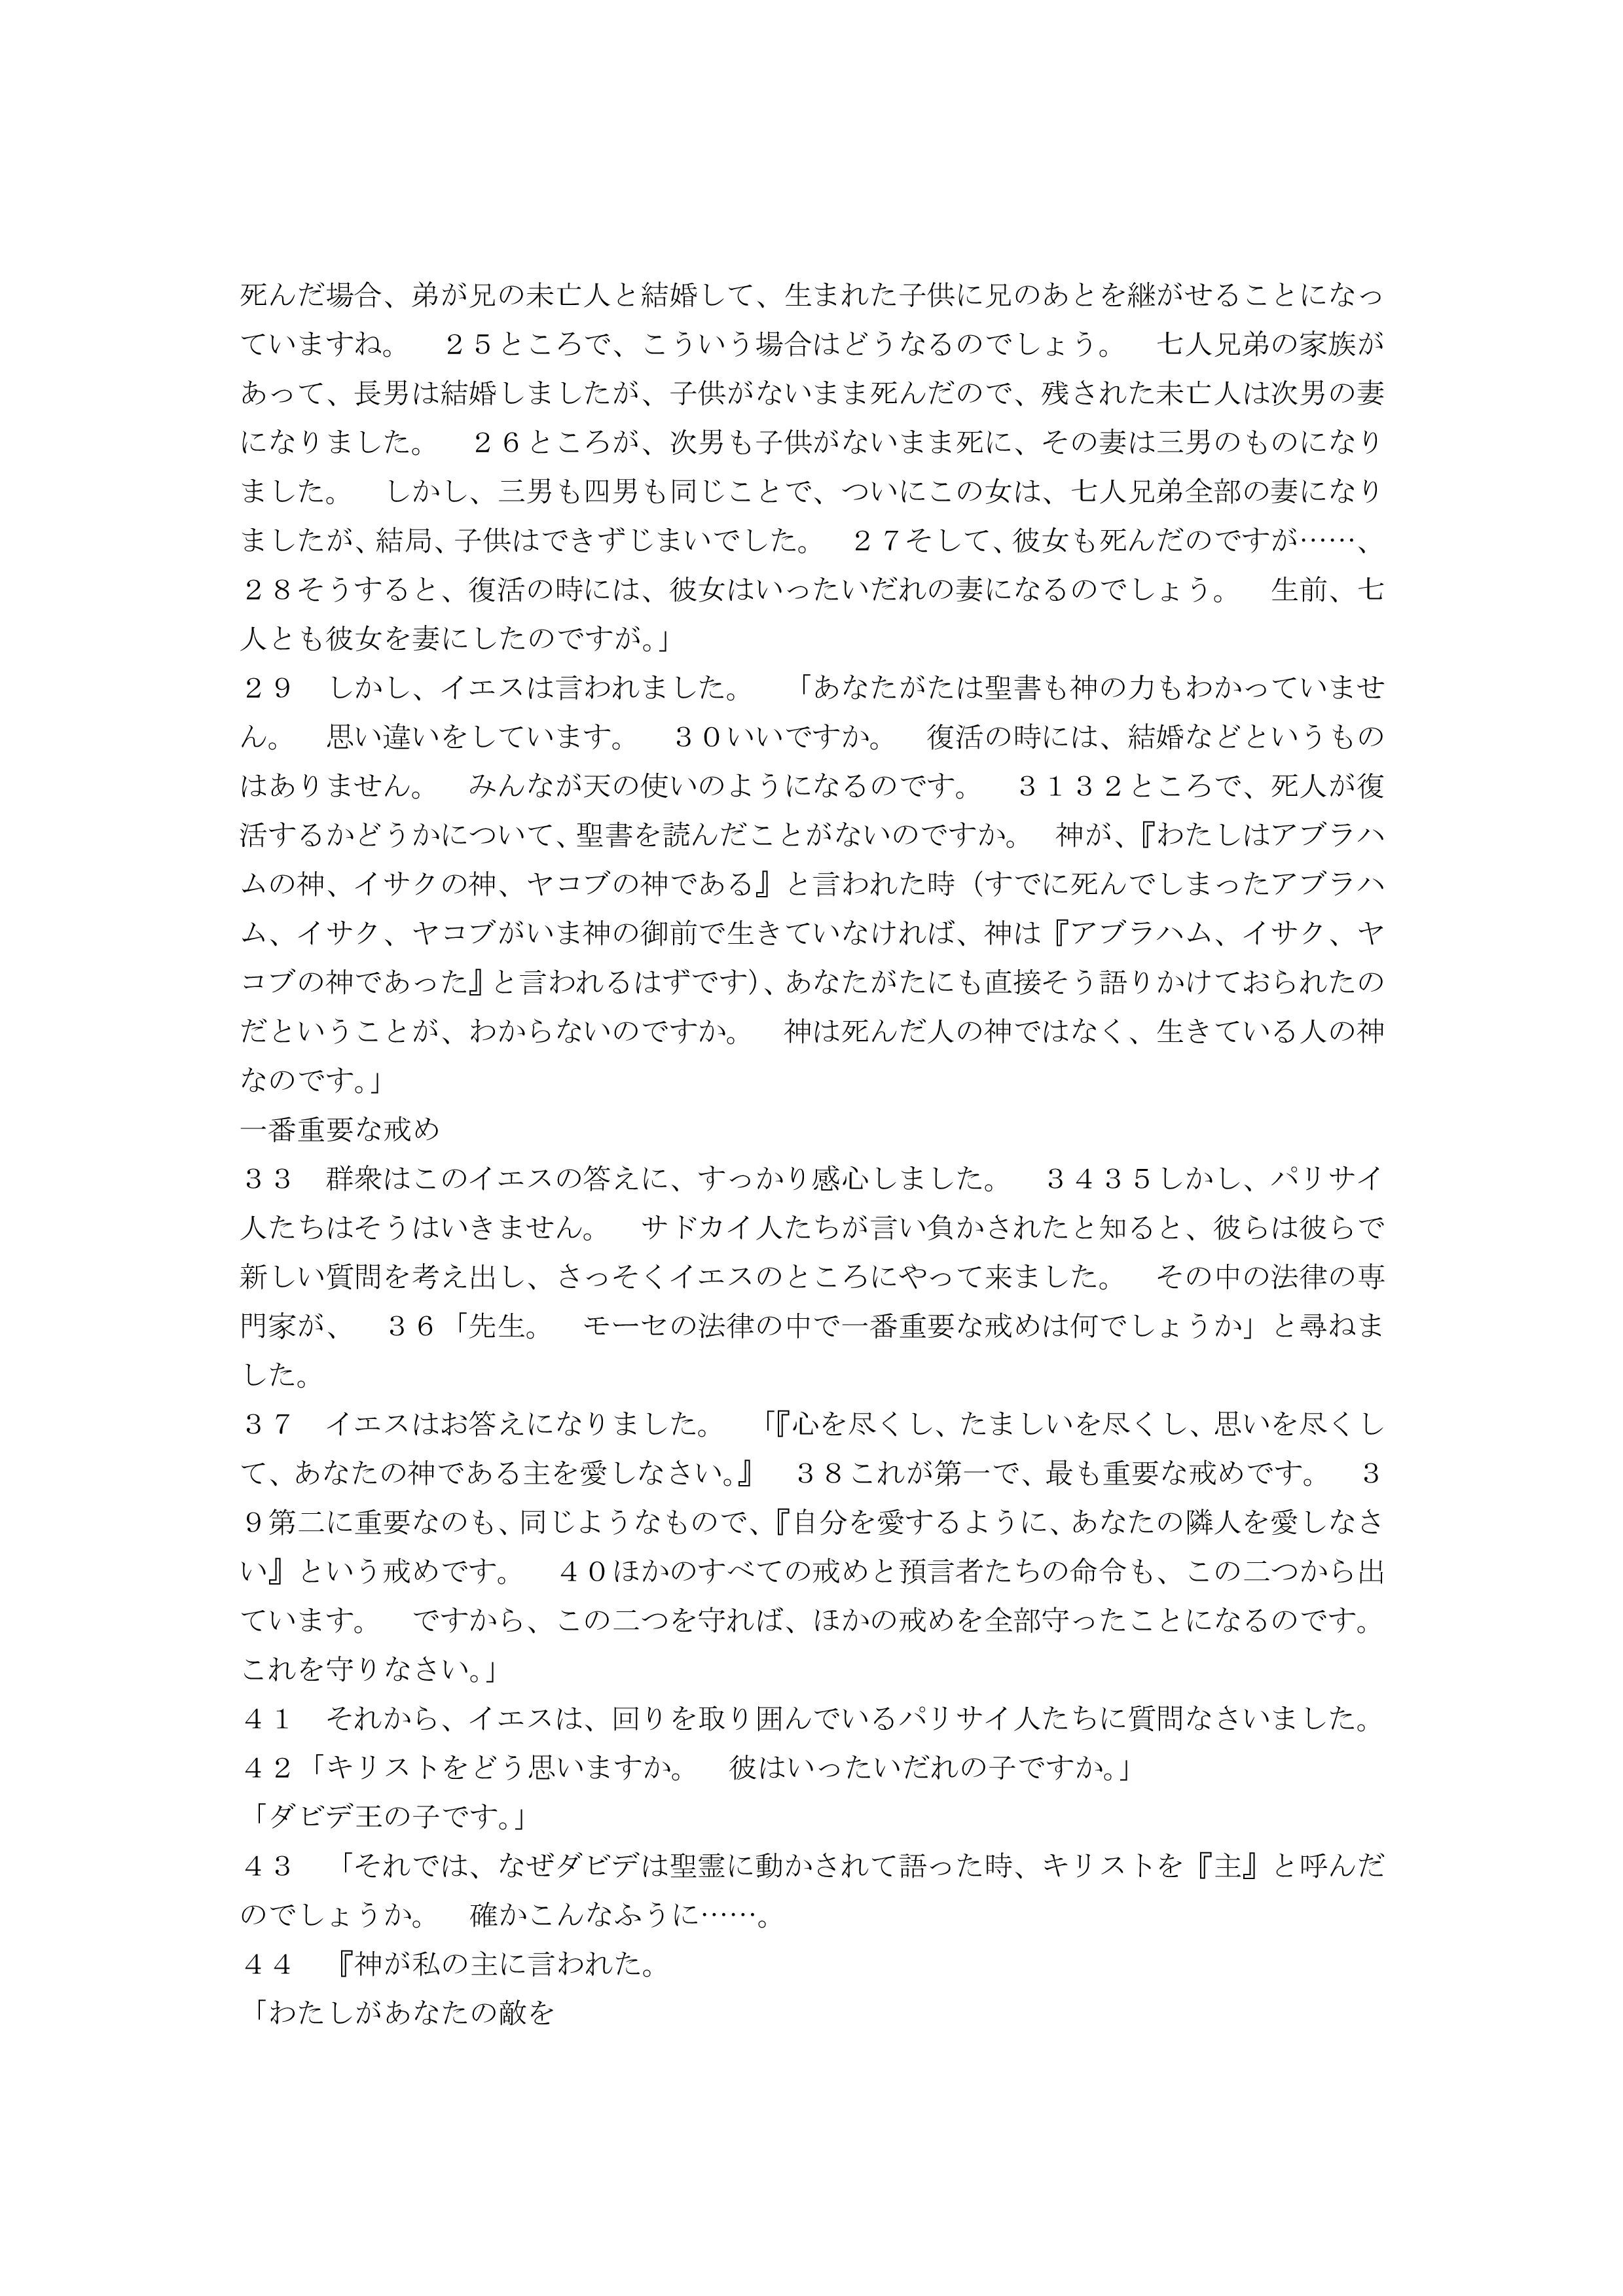 死んだ場合、弟が兄の未亡人と結婚して、生まれた子供に兄のあとを継がせることになっ
ていますね。　２５ところで、こういう場合はどうなるのでしょう。　七人兄弟の家族が
あって、長男は結婚しましたが、子供がないまま死んだので、残された未亡人は次男の妻
になりました。　２６ところが、次男も子供がないまま死に、その妻は三男のものになり
ました。　しかし、三男も四男も同じことで、ついにこの女は、七人兄弟全部の妻になり
ましたが、結局、子供はできずじまいでした。　２７そして、彼女も死んだのですが……、
２８そうすると、復活の時には、彼女はいったいだれの妻になるのでしょう。　生前、七
人とも彼女を妻にしたのですが。」
２９　しかし、イエスは言われました。　「あなたがたは聖書も神の力もわかっていませ
ん。　思い違いをしています。　３０いいですか。　復活の時には、結婚などというもの
はありません。　みんなが天の使いのようになるのです。　３１３２ところで、死人が復
活するかどうかについて、聖書を読んだことがないのですか。　神が、『わたしはアブラハ
ムの神、イサクの神、ヤコブの神である』と言われた時（すでに死んでしまったアブラハ
ム、イサク、ヤコブがいま神の御前で生きていなければ、神は『アブラハム、イサク、ヤ
コブの神であった』と言われるはずです）、あなたがたにも直接そう語りかけておられたの
だということが、わからないのですか。　神は死んだ人の神ではなく、生きている人の神
なのです。」
一番重要な戒め
３３　群衆はこのイエスの答えに、すっかり感心しました。　３４３５しかし、パリサイ
人たちはそうはいきません。　サドカイ人たちが言い負かされたと知ると、彼らは彼らで
新しい質問を考え出し、さっそくイエスのところにやって来ました。　その中の法律の専
門家が、　３６「先生。　モーセの法律の中で一番重要な戒めは何でしょうか」と尋ねま
した。
３７　イエスはお答えになりました。　「『心を尽くし、たましいを尽くし、思いを尽くし
て、あなたの神である主を愛しなさい。』　３８これが第一で、最も重要な戒めです。　３
９第二に重要なのも、同じようなもので、『自分を愛するように、あなたの隣人を愛しなさ
い』という戒めです。　４０ほかのすべての戒めと預言者たちの命令も、この二つから出
ています。　ですから、この二つを守れば、ほかの戒めを全部守ったことになるのです。
これを守りなさい。」
４１　それから、イエスは、回りを取り囲んでいるパリサイ人たちに質問なさいました。
４２「キリストをどう思いますか。　彼はいったいだれの子ですか。」
「ダビデ王の子です。」
４３　「それでは、なぜダビデは聖霊に動かされて語った時、キリストを『主』と呼んだ
のでしょうか。　確かこんなふうに……。
４４　『神が私の主に言われた。
「わたしがあなたの敵を